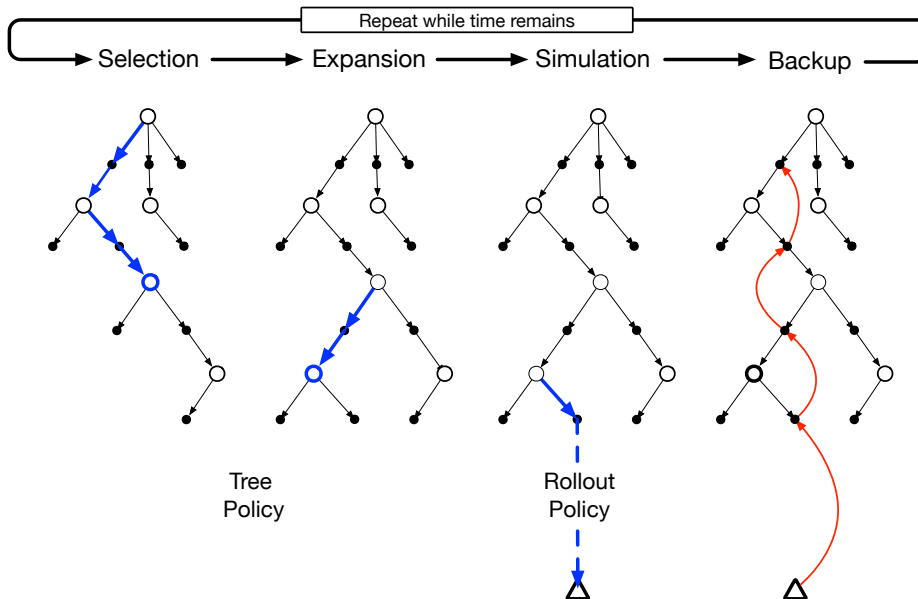 Repeat while time remains
Selection
Expansion
Simulation
Backup
Tree
Policy
Rollout
Policy